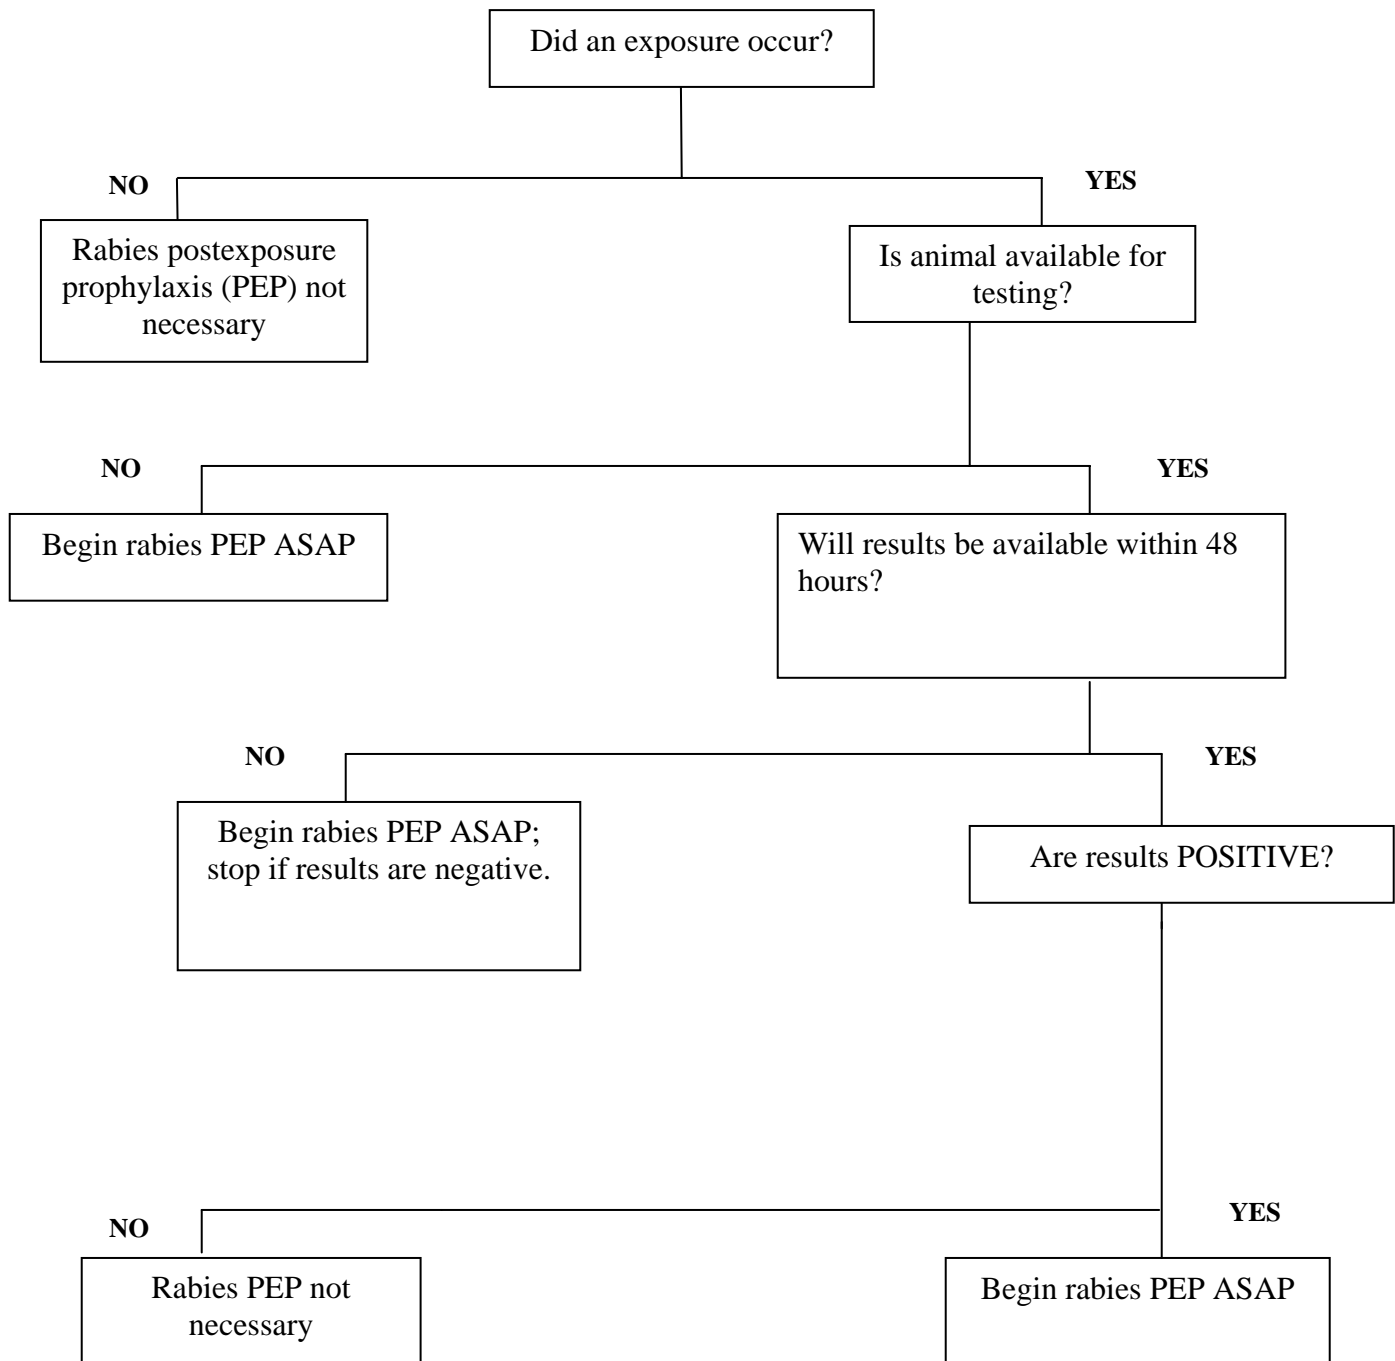 Did an exposure occur?
NO
YES
Rabies postexposure
prophylaxis (PEP) not
necessary
Is animal available for
testing?
NO
YES
Begin rabies PEP ASAP
Will results be available within 48
hours?
NO
YES
Begin rabies PEP ASAP;
stop if results are negative.
Are results POSITIVE?
NO
YES
Rabies PEP not
necessary
Begin rabies PEP ASAP